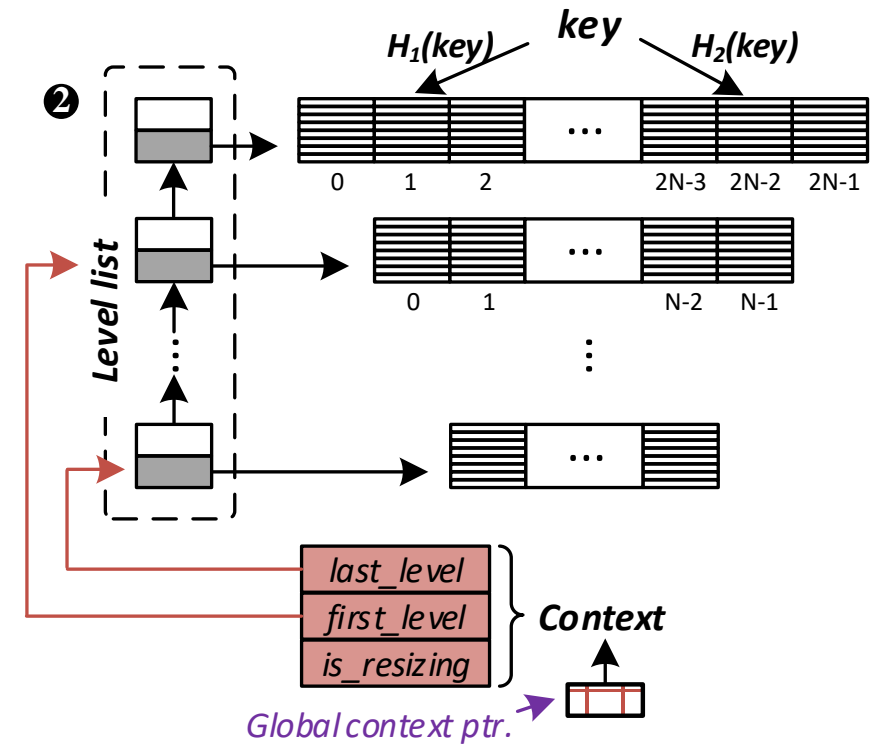 key
H₁(key)
H₂(key)
❷
...
0 1 2 2N-3 2N-2 2N-1
Level list
...
0 1 N-2 N-1
...
last_level
first_level
is_resizing
Context
Global context ptr.